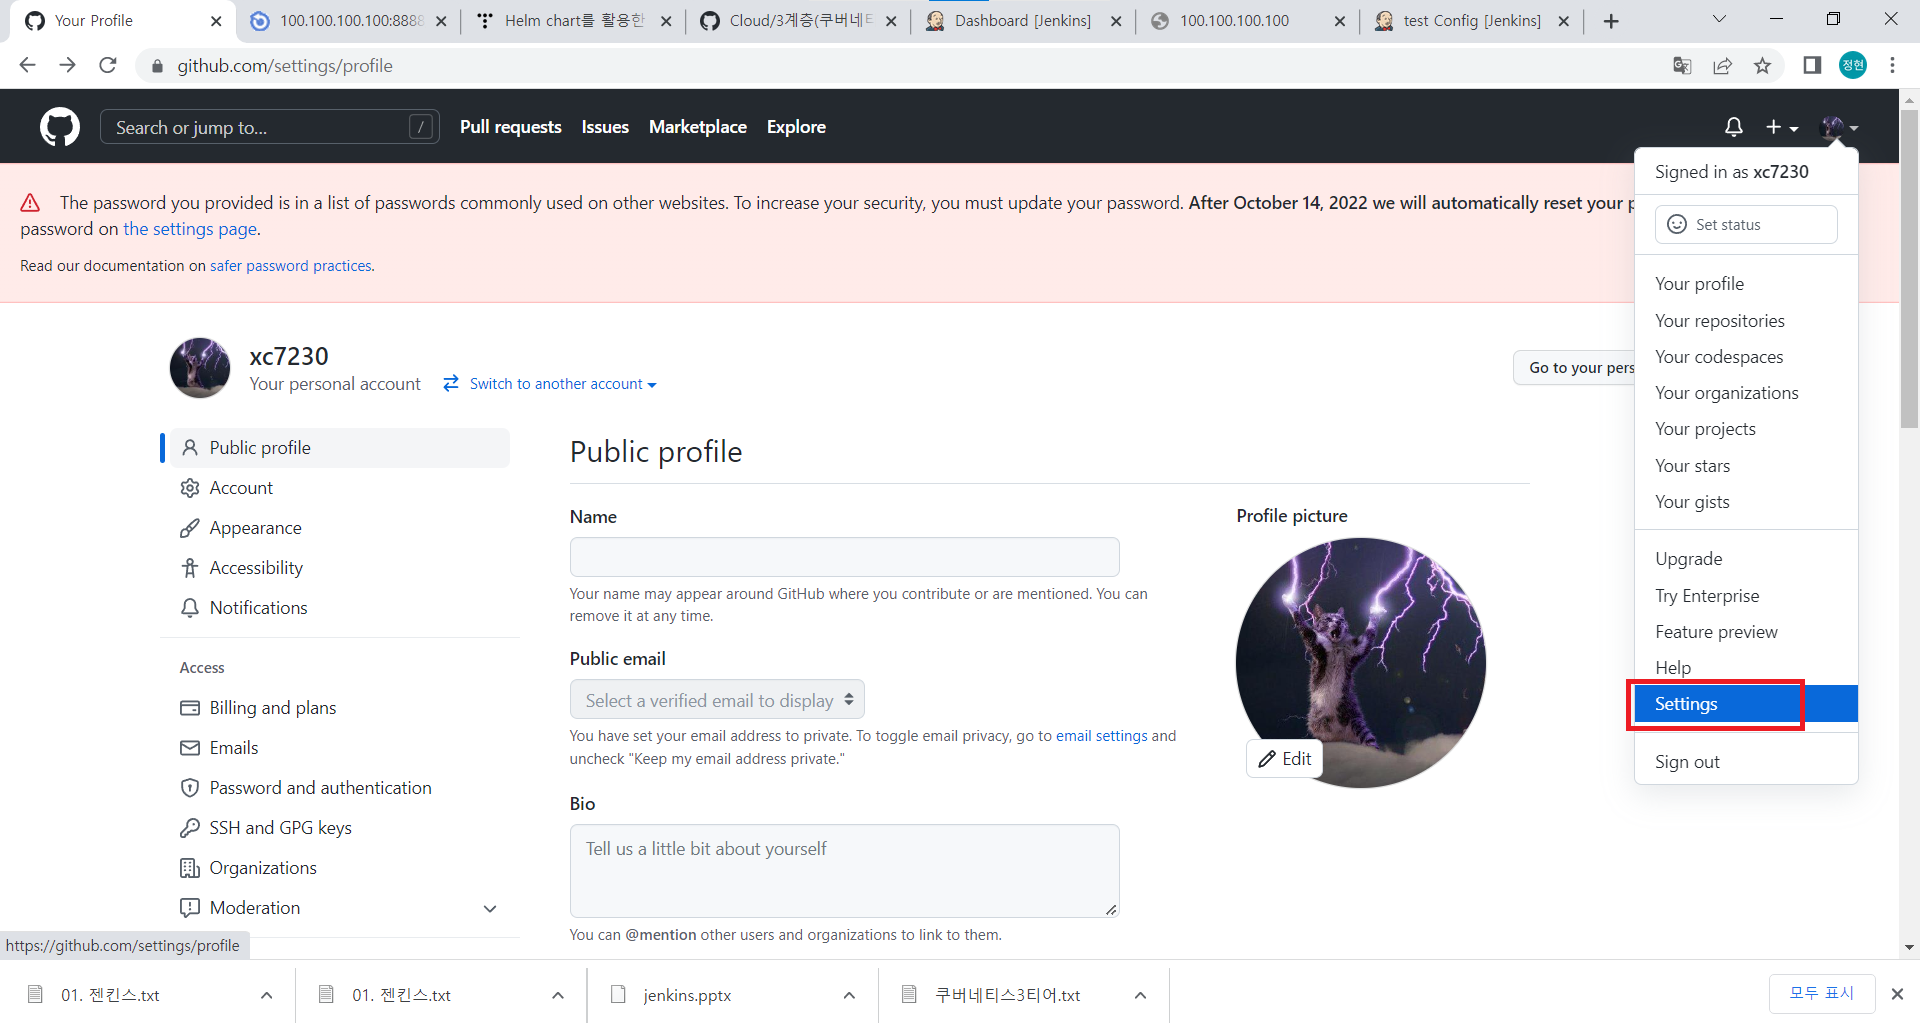 Your Profile
100.100.100.100:8888
Helm chart를 활용한
Cloud/3계층(쿠버네티
Dashboard [Jenkins]
100.100.100.100
test Config [Jenkins]
github.com/settings/profile
정현
Search or jump to...
/
Pull requests
Issues
Marketplace
Explore
Signed in as xc7230
Set status
Your profile
Your repositories
Your codespaces
Your organizations
Your projects
Your stars
Your gists
Upgrade
Try Enterprise
Feature preview
Help
Settings
Sign out
The password you provided is in a list of passwords commonly used on other websites. To increase your security, you must update your password. After October 14, 2022 we will automatically reset your
password on the settings page.
Read our documentation on safer password practices.
xc7230
Your personal account
Switch to another account
Go to your pers
Public profile
Account
Appearance
Accessibility
Notifications
Access
Billing and plans
Emails
Password and authentication
SSH and GPG keys
Organizations
Moderation
Public profile
Name
Your name may appear around GitHub where you contribute or are mentioned. You can
remove it at any time.
Public email
Select a verified email to display
You have set your email address to private. To toggle email privacy, go to email settings and
uncheck "Keep my email address private."
Bio
Tell us a little bit about yourself
You can @mention other users and organizations to link to them.
Profile picture
Edit
https://github.com/settings/profile
01. 젠킨스.txt
01. 젠킨스.txt
jenkins.pptx
쿠버네티스3티어.txt
모두 표시